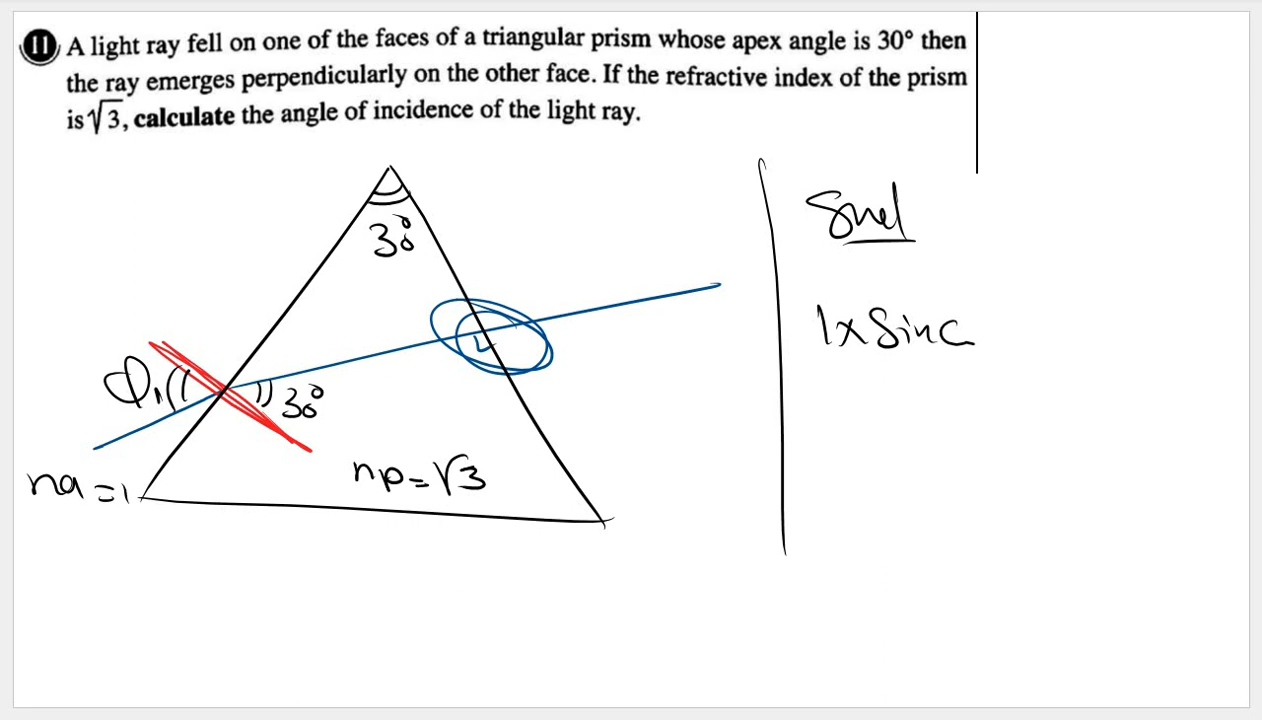 11 A light ray fell on one of the faces of a triangular prism whose apex angle is 30° then
the ray emerges perpendicularly on the other face. If the refractive index of the prism
is √3, calculate the angle of incidence of the light ray.
30°
Snel
1×Sin
30°
np=√3
na=1